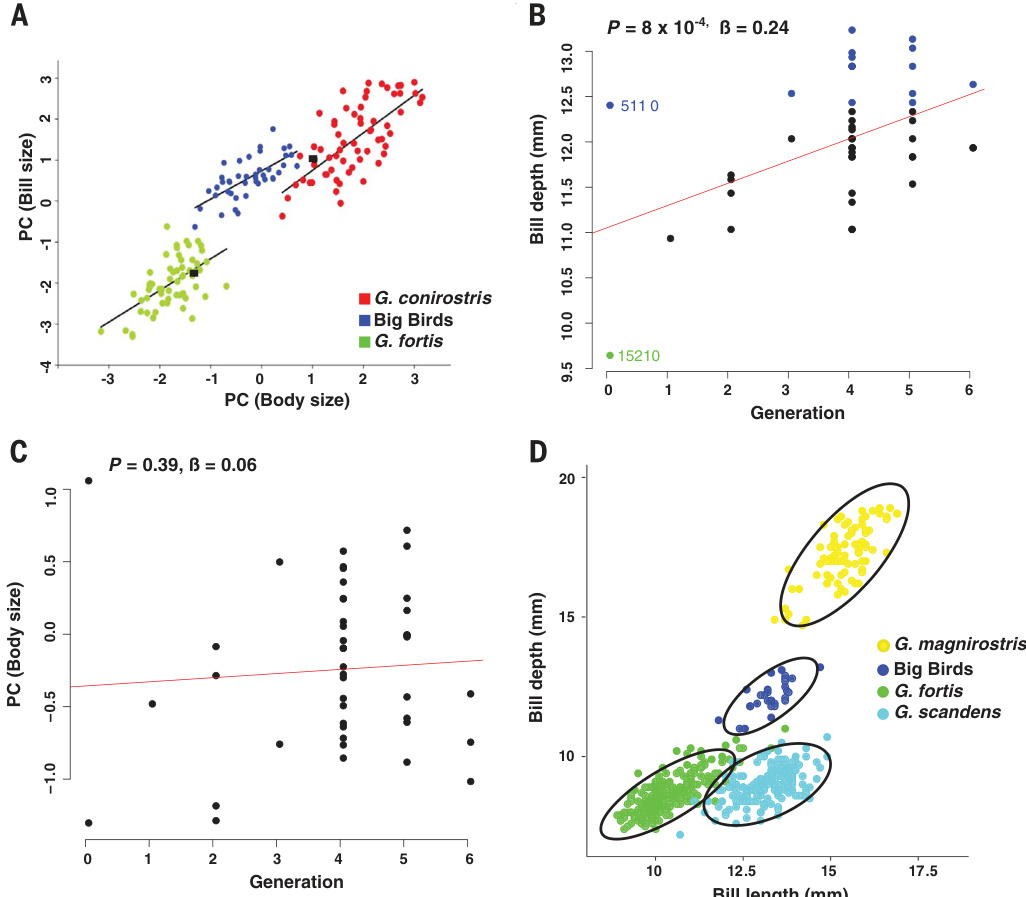 A
PC (Bill size)
3
2
1
0
-1
-2
-3
-4
-3
-2
-1
0
1
2
3
PC (Body size)
G. conirostris
Big Birds
G. fortis
B
P = 8 x 10-4, ß = 0.24
Bill depth (mm)
13.0
12.5
12.0
11.5
11.0
10.5
10.0
9.5
511 0
15210
0
1
2
3
4
5
6
Generation
C
P = 0.39, ß = 0.06
PC (Body size)
1.0
0.5
0.0
−0.5
−1.0
0
1
2
3
4
5
6
Generation
D
Bill depth (mm)
20
15
10
10
12.5
15
17.5
Bill length (mm)
G. magnirostris
Big Birds
G. fortis
G. scandens